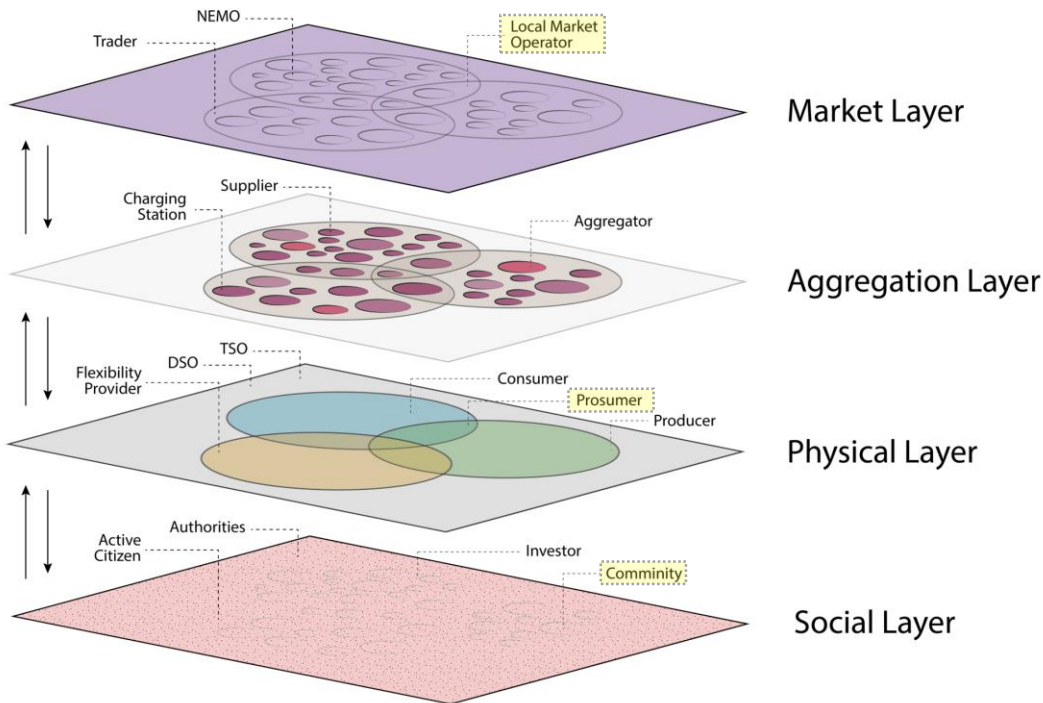 NEMO
Trader
Local Market
Operator
Market Layer
Supplier
Charging
Station
Aggregator
Aggregation Layer
TSO
DSO
Flexibility
Provider
Consumer
Prosumer
Producer
Physical Layer
Authorities
Active
Citizen
Investor
Comminity
Social Layer